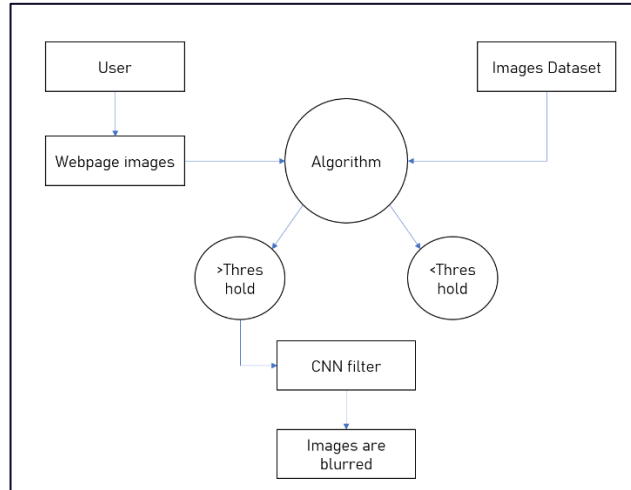 User
Images Dataset
Webpage images
Algorithm
>Thres
hold
<Thres
hold
CNN filter
Images are
blurred